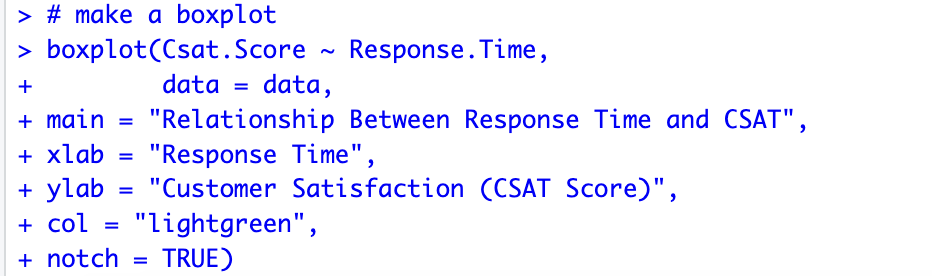 > # make a boxplot
> boxplot(Csat.Score ~ Response.Time,
+         data = data,
+ main = "Relationship Between Response Time and CSAT",
+ xlab = "Response Time",
+ ylab = "Customer Satisfaction (CSAT Score)",
+ col = "lightgreen",
+ notch = TRUE)